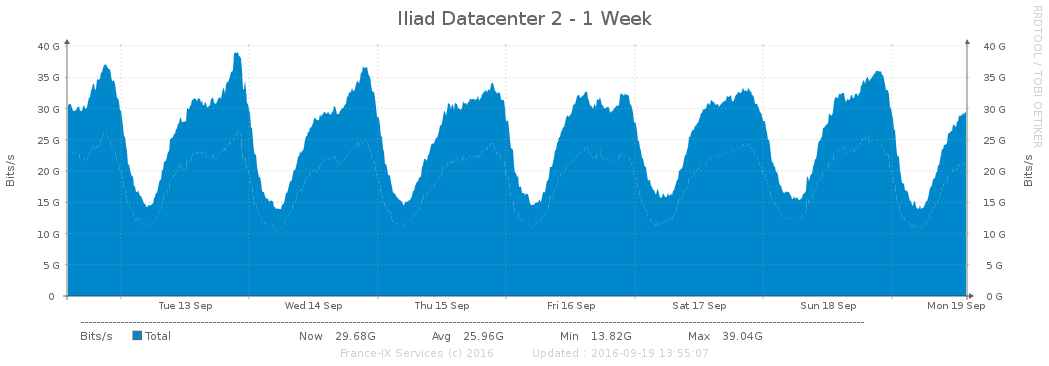 Iliad Datacenter 2 - 1 Week
RRDTOOL / TOBI OETIKER
Bits/s
40 G
35 G
30 G
25 G
20 G
15 G
10 G
5 G
0
40 G
35 G
30 G
25 G
20 G
15 G
10 G
5 G
0 G
Bits/s
Tue 13 Sep Wed 14 Sep Thu 15 Sep Fri 16 Sep Sat 17 Sep Sun 18 Sep Mon 19 Sep
Bits/s Total Now 29.68G Avg 25.96G Min 13.82G Max 39.04G
France-IX Services (c) 2016 Updated : 2016-09-19 13:55:07